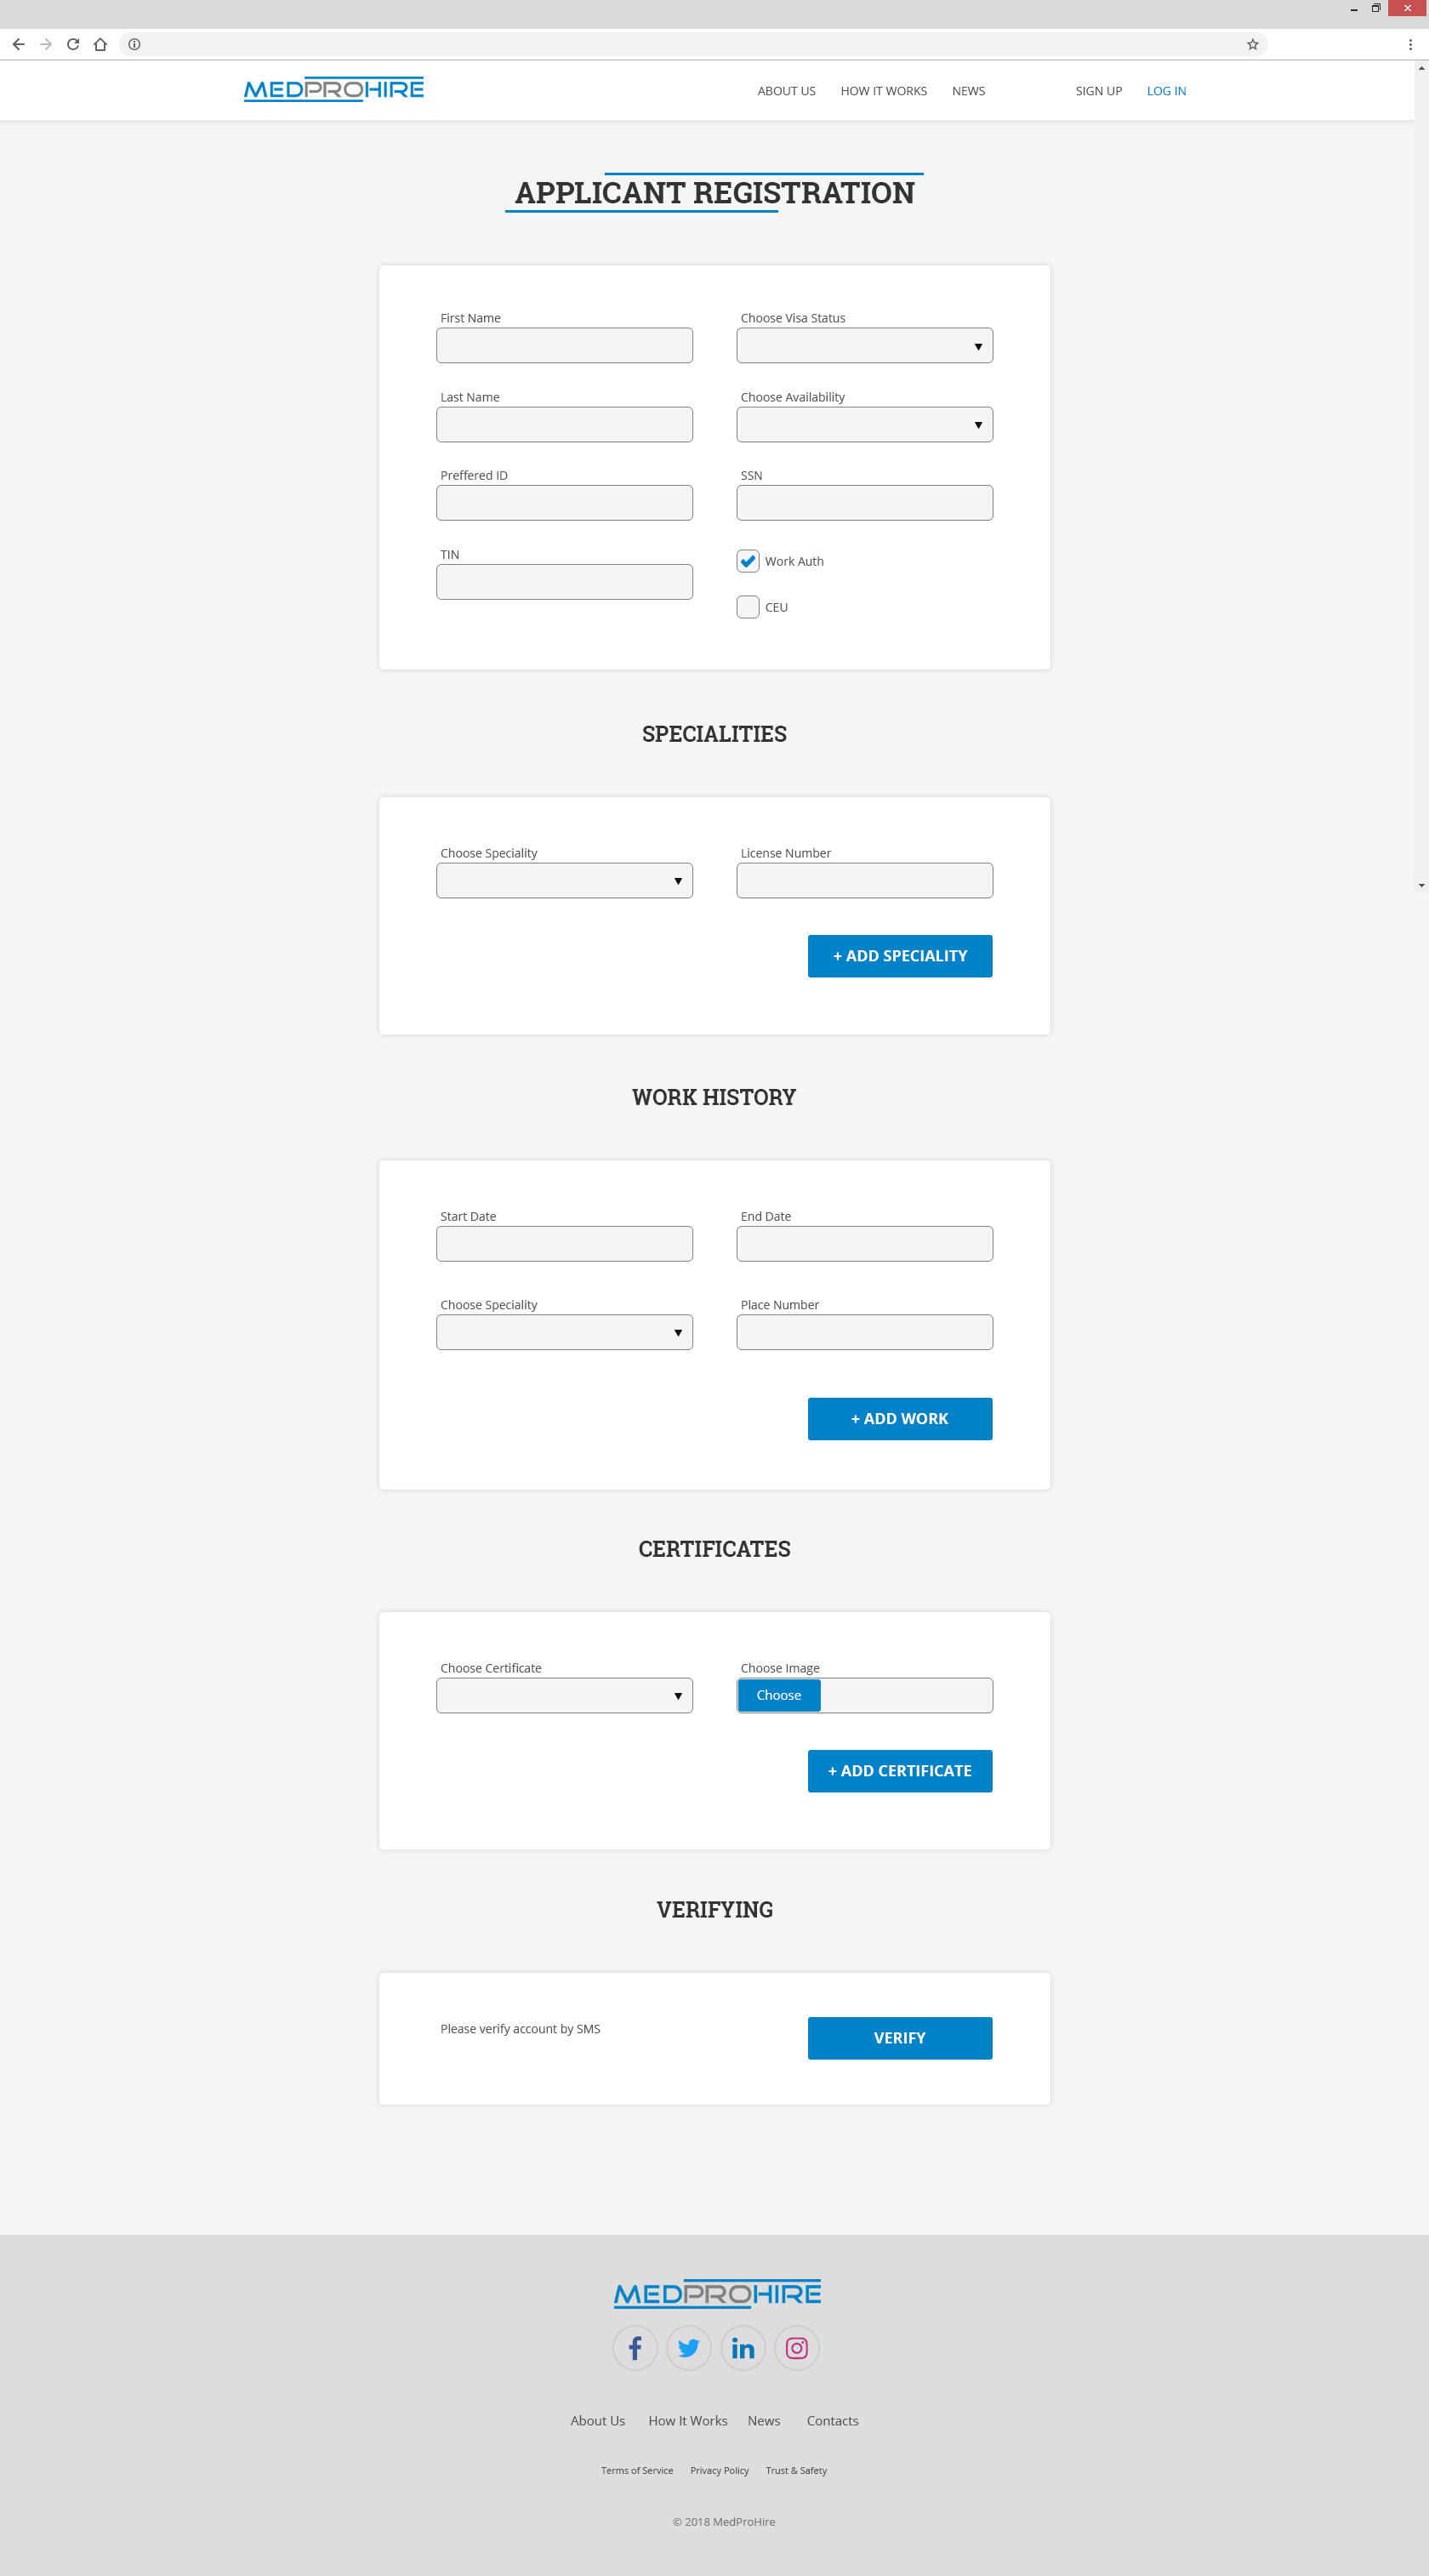 MEDPROHIRE
ABOUT US HOW IT WORKS NEWS SIGN UP LOG IN
APPLICANT REGISTRATION
First Name Choose Visa Status
Last Name Choose Availability
Preffered ID SSN
TIN
Work Auth
CEU
SPECIALITIES
Choose Speciality License Number
+ ADD SPECIALITY
WORK HISTORY
Start Date End Date
Choose Speciality Place Number
+ ADD WORK
CERTIFICATES
Choose Certificate Choose Image
Choose
+ ADD CERTIFICATE
VERIFYING
Please verify account by SMS
VERIFY
MEDPROHIRE
About Us How It Works News Contacts
Terms of Service Privacy Policy Trust & Safety
© 2018 MedProHire